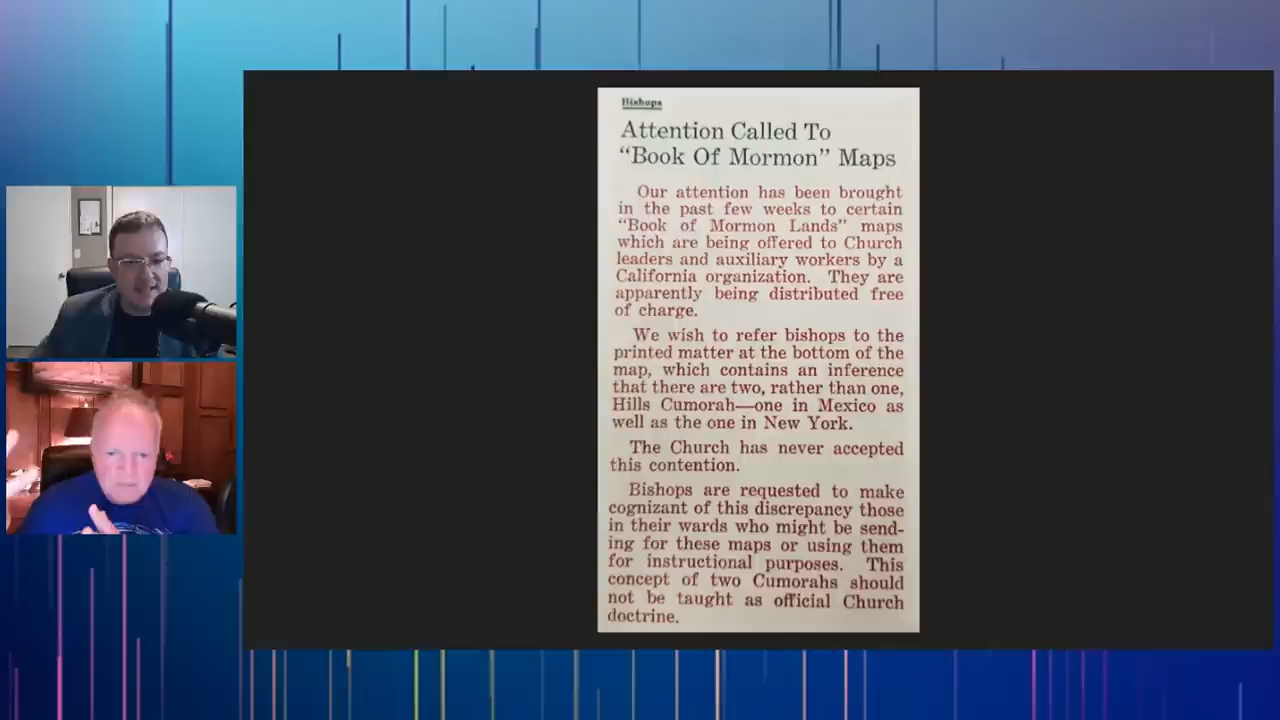 Bishops
Attention Called To
“Book Of Mormon” Maps
Our attention has been brought
in the past few weeks to certain
“Book of Mormon Lands” maps
which are being offered to Church
leaders and auxiliary workers by a
California organization. They are
apparently being distributed free
of charge.
We wish to refer bishops to the
printed matter at the bottom of the
map, which contains an inference
that there are two, rather than one,
Hills Cumorah—one in Mexico as
well as the one in New York.
The Church has never accepted
this contention.
Bishops are requested to make
cognizant of this discrepancy those
in their wards who might be send-
ing for these maps or using them
for instructional purposes. This
concept of two Cumorahs should
not be taught as official Church
doctrine.